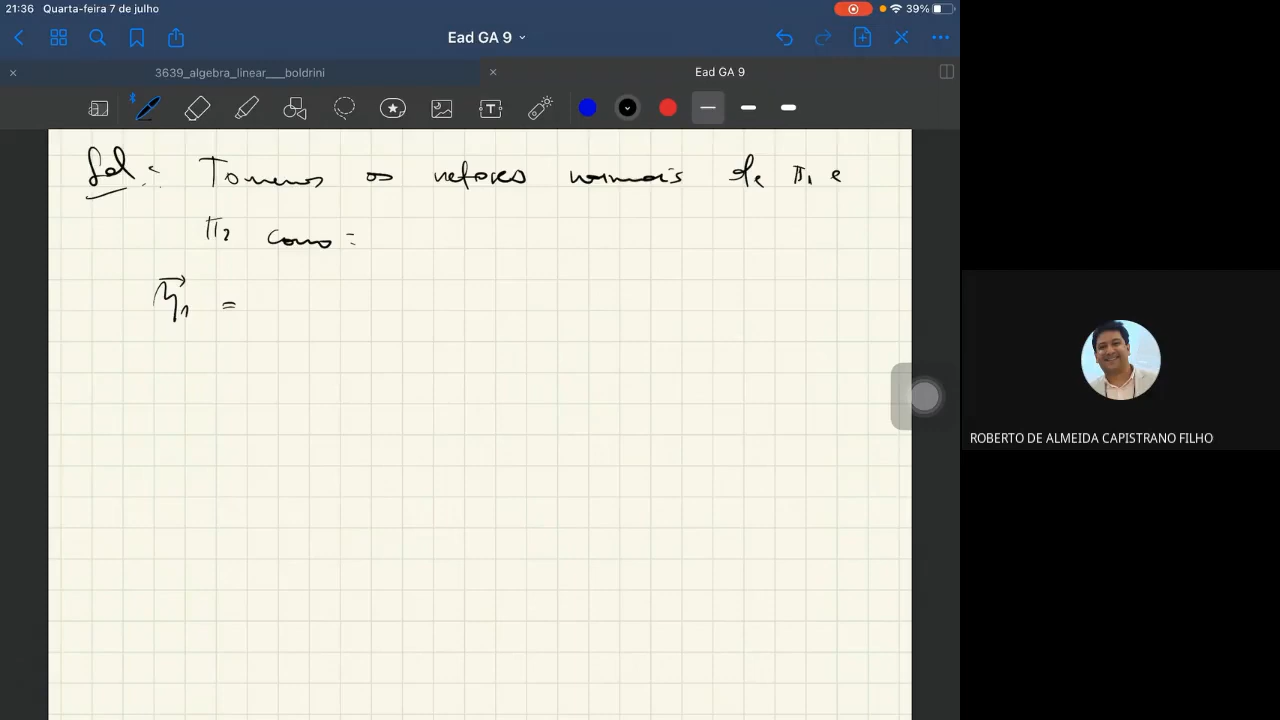 21:36 Quarta-feira 7 de julho
39%
Ead GA 9
3639_algebra_linear___boldrini
Ead GA 9
T
Sol: Tomemos os vetores normais de π₁ e
π₂ como:
η⃗₁ =
ROBERTO DE ALMEIDA CAPISTRANO FILHO